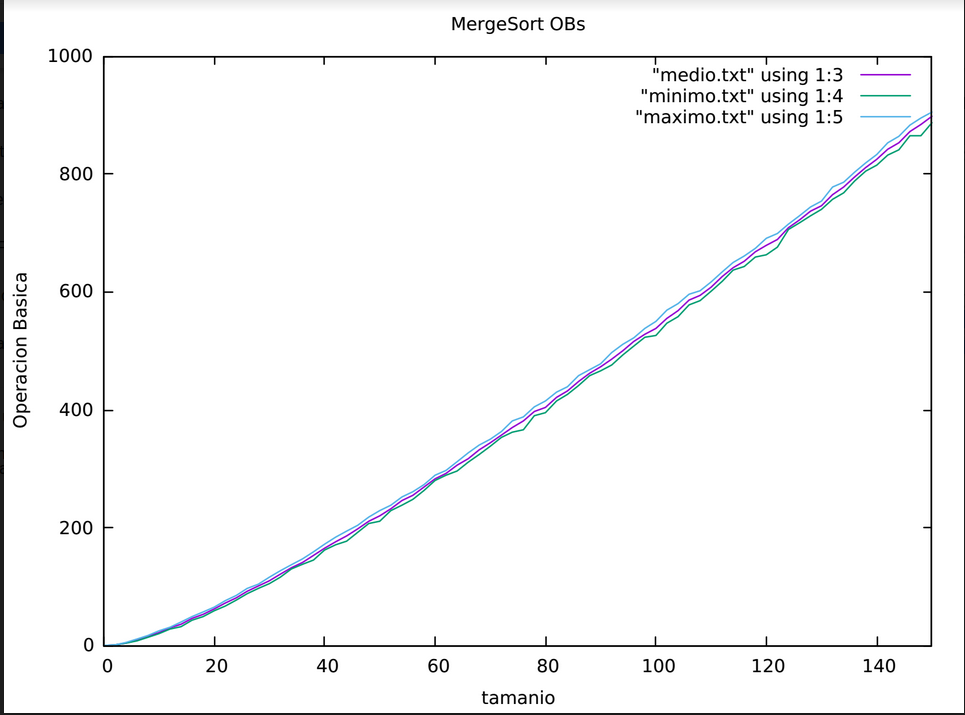 MergeSort OBs
1000
800
600
400
200
0
Operacion Basica
"medio.txt" using 1:3
"minimo.txt" using 1:4
"maximo.txt" using 1:5
0 20 40 60 80 100 120 140
tamanio